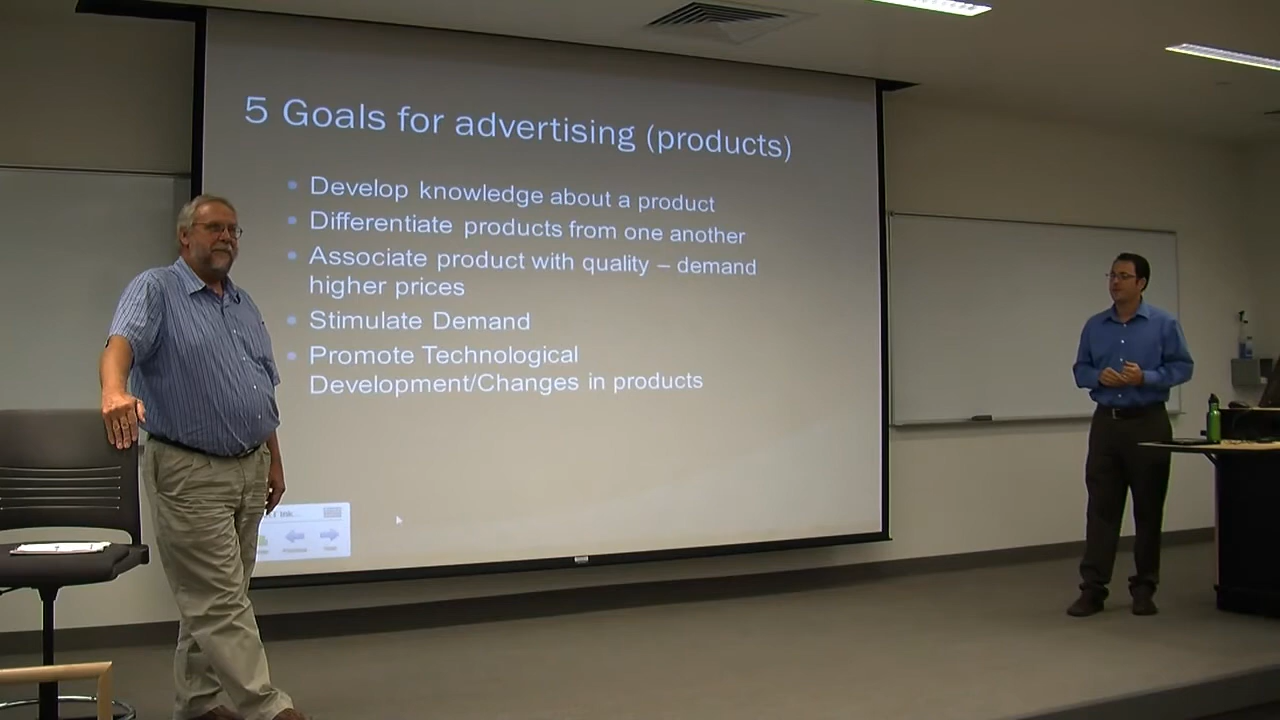 5 Goals for advertising (products)
Develop knowledge about a product
Differentiate products from one another
Associate product with quality – demand
higher prices
Stimulate Demand
Promote Technological
Development/Changes in products